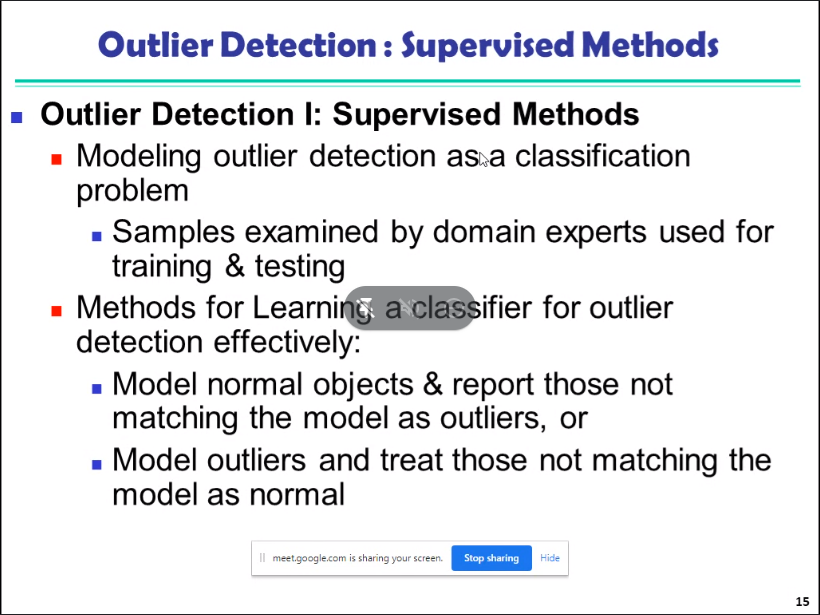 Outlier Detection : Supervised Methods
Outlier Detection I: Supervised Methods
Modeling outlier detection as a classification
problem
Samples examined by domain experts used for
training & testing
Methods for Learning a classifier for outlier
detection effectively:
Model normal objects & report those not
matching the model as outliers, or
Model outliers and treat those not matching the
model as normal
meet.google.com is sharing your screen. Stop sharing Hide
15